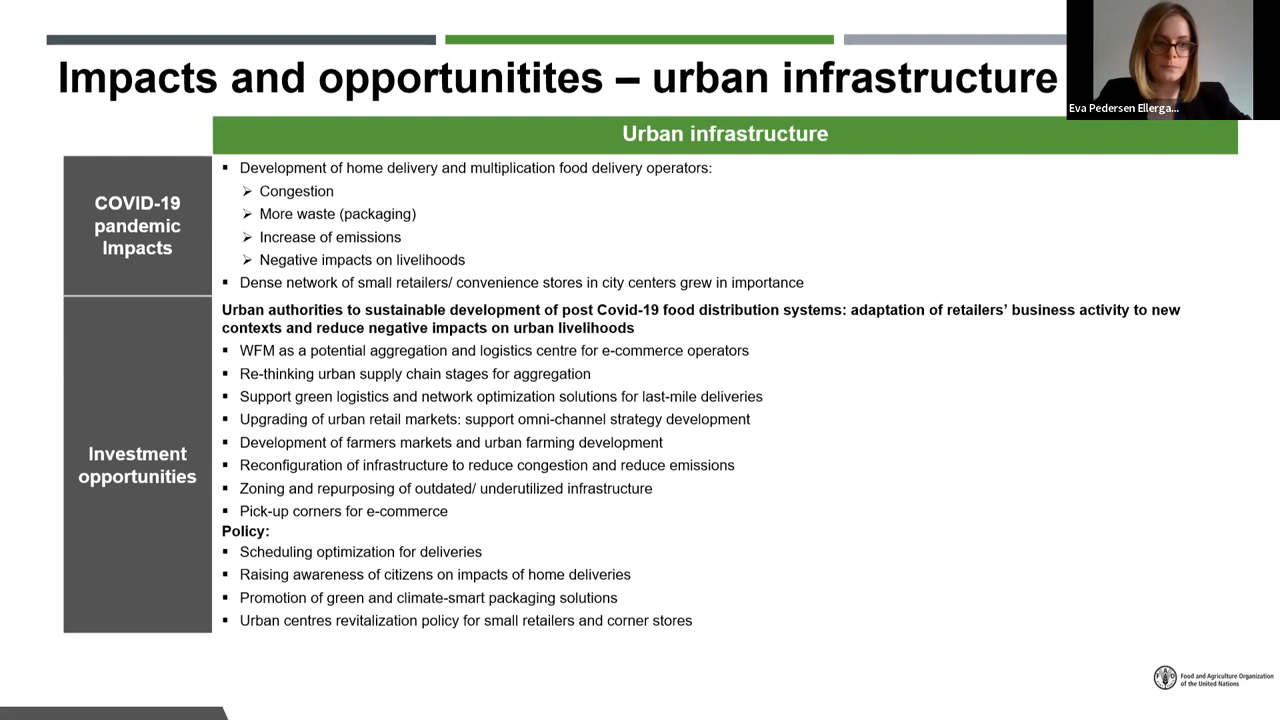 Impacts and opportunitites – urban infrastructure
Eva Pedersen Ellerga...
Urban infrastructure
COVID-19
pandemic
Impacts
▪ Development of home delivery and multiplication food delivery operators:
➢ Congestion
➢ More waste (packaging)
➢ Increase of emissions
➢ Negative impacts on livelihoods
▪ Dense network of small retailers/ convenience stores in city centers grew in importance
Investment
opportunities
Urban authorities to sustainable development of post Covid-19 food distribution systems: adaptation of retailers’ business activity to new
contexts and reduce negative impacts on urban livelihoods
▪ WFM as a potential aggregation and logistics centre for e-commerce operators
▪ Re-thinking urban supply chain stages for aggregation
▪ Support green logistics and network optimization solutions for last-mile deliveries
▪ Upgrading of urban retail markets: support omni-channel strategy development
▪ Development of farmers markets and urban farming development
▪ Reconfiguration of infrastructure to reduce congestion and reduce emissions
▪ Zoning and repurposing of outdated/ underutilized infrastructure
▪ Pick-up corners for e-commerce
Policy:
▪ Scheduling optimization for deliveries
▪ Raising awareness of citizens on impacts of home deliveries
▪ Promotion of green and climate-smart packaging solutions
▪ Urban centres revitalization policy for small retailers and corner stores
Food and Agriculture Organization
of the United Nations